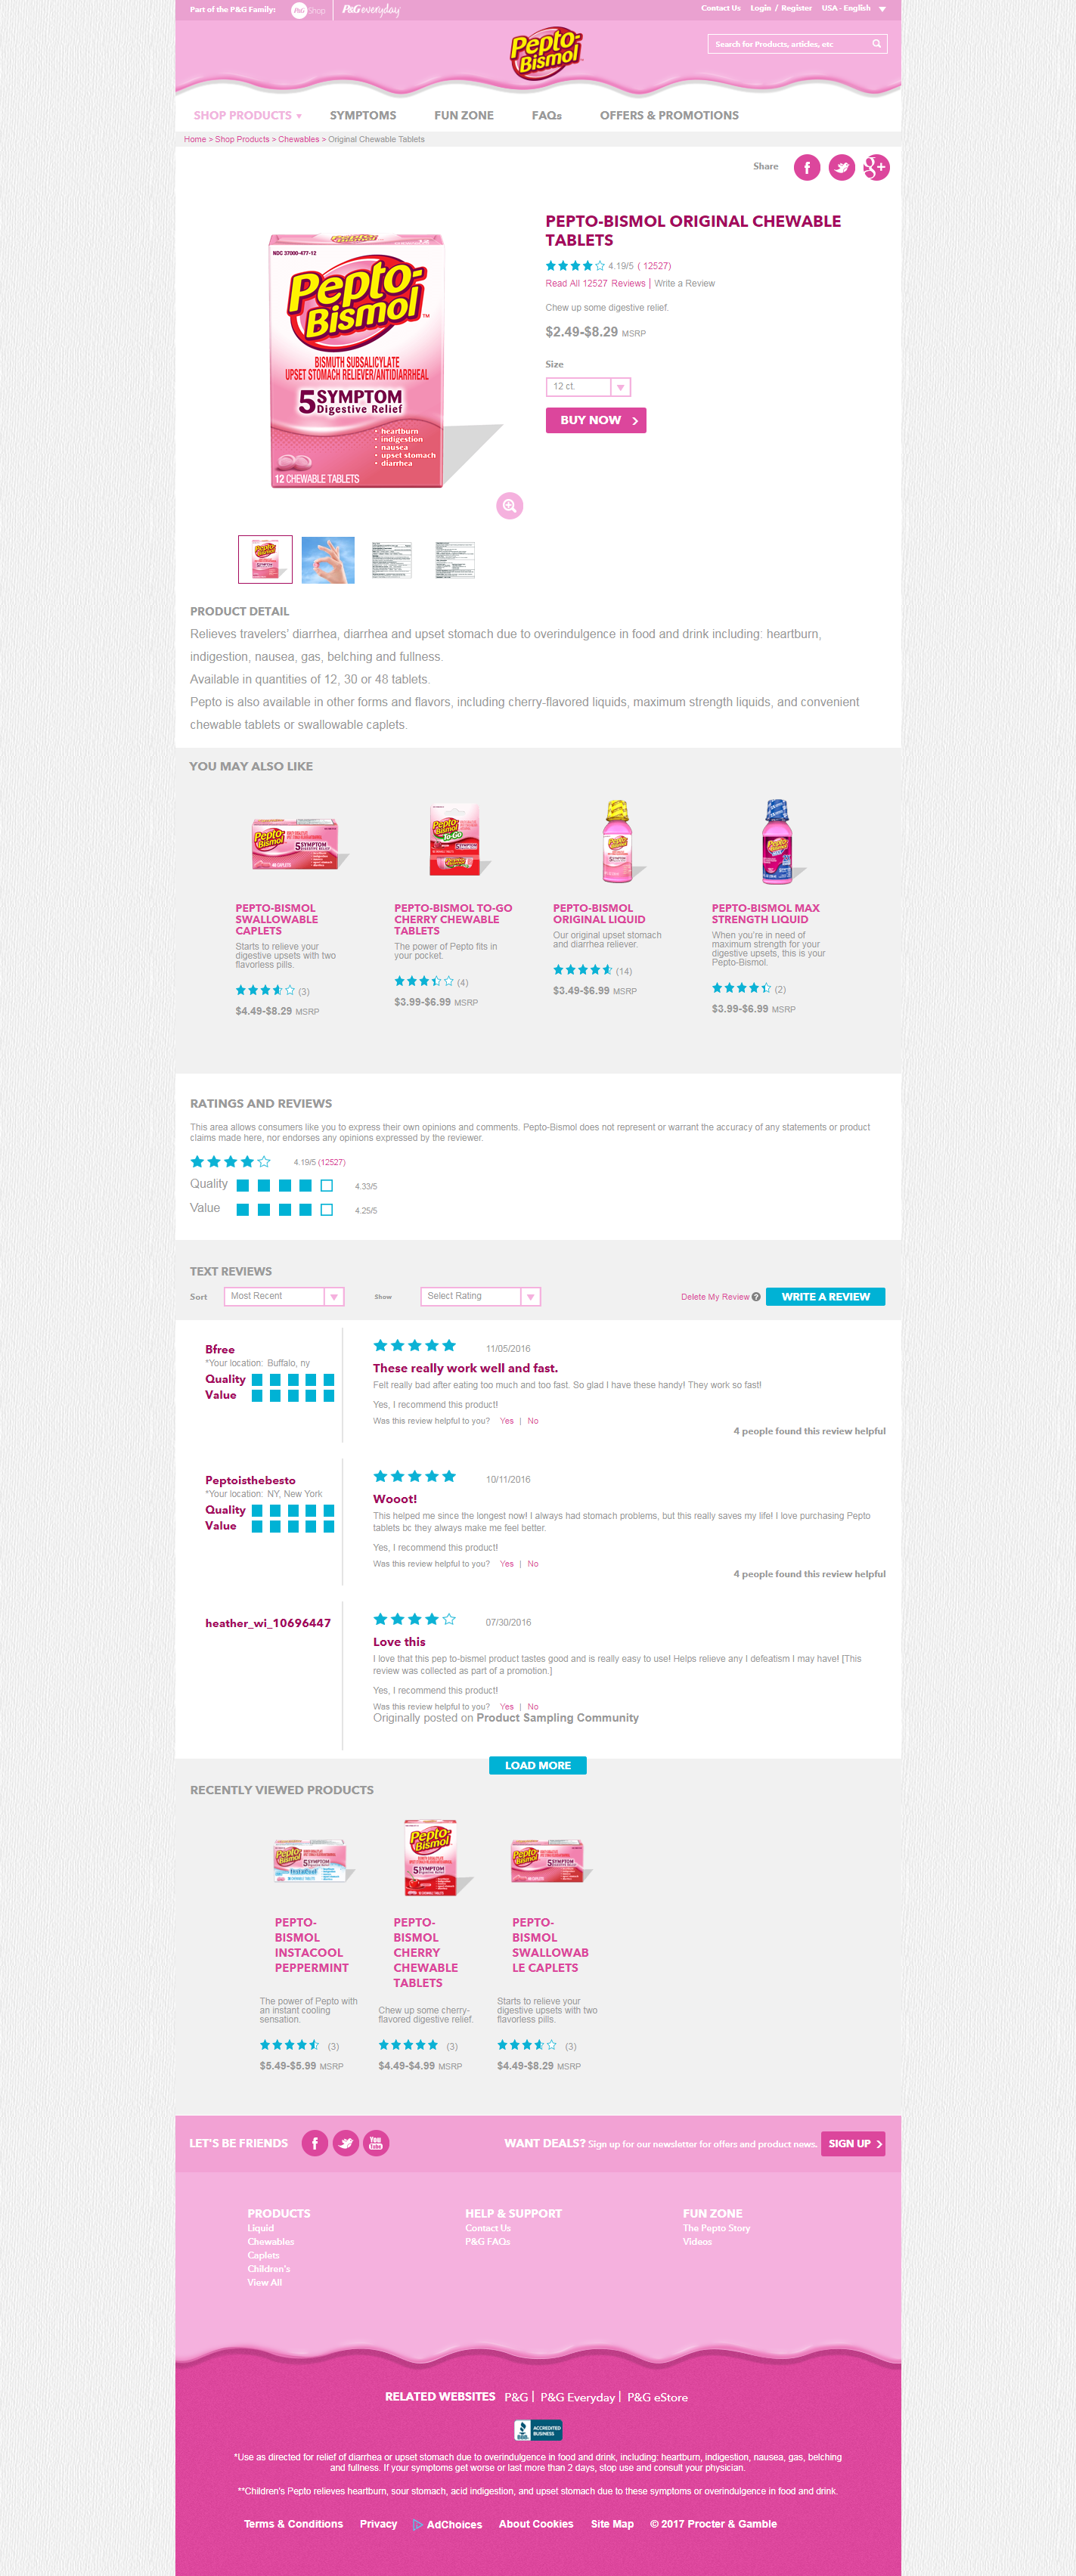 Part of the P&G Family: P&G Shop P&G everyday
Contact Us Login / Register USA - English
Pepto-Bismol
Search for Products, articles, etc
SHOP PRODUCTS SYMPTOMS FUN ZONE FAQs OFFERS & PROMOTIONS
Home > Shop Products > Chewables > Original Chewable Tablets
Share
NDC 37000-477-12
Pepto-
Bismol™
BISMUTH SUBSALICYLATE
UPSET STOMACH RELIEVER/ANTIDIARRHEAL
5 SYMPTOM
Digestive Relief
• heartburn
• indigestion
• nausea
• upset stomach
• diarrhea
12 CHEWABLE TABLETS
PEPTO-BISMOL ORIGINAL CHEWABLE
TABLETS
4.19/5 ( 12527)
Read All 12527 Reviews | Write a Review
Chew up some digestive relief.
$2.49-$8.29 MSRP
Size
12 ct.
BUY NOW
PRODUCT DETAIL
Relieves travelers' diarrhea, diarrhea and upset stomach due to overindulgence in food and drink including: heartburn,
indigestion, nausea, gas, belching and fullness.
Available in quantities of 12, 30 or 48 tablets.
Pepto is also available in other forms and flavors, including cherry-flavored liquids, maximum strength liquids, and convenient
chewable tablets or swallowable caplets.
YOU MAY ALSO LIKE
PEPTO-BISMOL
SWALLOWABLE
CAPLETS
Starts to relieve your
digestive upsets with two
flavorless pills.
(3)
$4.49-$8.29 MSRP
PEPTO-BISMOL TO-GO
CHERRY CHEWABLE
TABLETS
The power of Pepto fits in
your pocket.
(4)
$3.99-$6.99 MSRP
PEPTO-BISMOL
ORIGINAL LIQUID
Our original upset stomach
and diarrhea reliever.
(14)
$3.49-$6.99 MSRP
PEPTO-BISMOL MAX
STRENGTH LIQUID
When you're in need of
maximum strength for your
digestive upsets, this is your
Pepto-Bismol.
(2)
$3.99-$6.99 MSRP
RATINGS AND REVIEWS
This area allows consumers like you to express their own opinions and comments. Pepto-Bismol does not represent or warrant the accuracy of any statements or product
claims made here, nor endorses any opinions expressed by the reviewer.
4.19/5 (12527)
Quality 4.33/5
Value 4.25/5
TEXT REVIEWS
Sort Most Recent Show Select Rating Delete My Review ? WRITE A REVIEW
Bfree
*Your location: Buffalo, ny
Quality
Value
11/05/2016
These really work well and fast.
Felt really bad after eating too much and too fast. So glad I have these handy! They work so fast!
Yes, I recommend this product!
Was this review helpful to you? Yes | No
4 people found this review helpful
Peptoisthebesto
*Your location: NY, New York
Quality
Value
10/11/2016
Wooot!
This helped me since the longest now! I always had stomach problems, but this really saves my life! I love purchasing Pepto
tablets bc they always make me feel better.
Yes, I recommend this product!
Was this review helpful to you? Yes | No
4 people found this review helpful
heather_wi_10696447
07/30/2016
Love this
I love that this pep to-bismel product tastes good and is really easy to use! Helps relieve any I defeatism I may have! [This
review was collected as part of a promotion.]
Yes, I recommend this product!
Was this review helpful to you? Yes | No
Originally posted on Product Sampling Community
LOAD MORE
RECENTLY VIEWED PRODUCTS
PEPTO-
BISMOL
INSTACOOL
PEPPERMINT
The power of Pepto with
an instant cooling
sensation.
(3)
$5.49-$5.99 MSRP
PEPTO-
BISMOL
CHERRY
CHEWABLE
TABLETS
Chew up some cherry-
flavored digestive relief.
(3)
$4.49-$4.99 MSRP
PEPTO-
BISMOL
SWALLOWAB
LE CAPLETS
Starts to relieve your
digestive upsets with two
flavorless pills.
(3)
$4.49-$8.29 MSRP
LET'S BE FRIENDS
You Tube
WANT DEALS? Sign up for our newsletter for offers and product news. SIGN UP
PRODUCTS
Liquid
Chewables
Caplets
Children's
View All
HELP & SUPPORT
Contact Us
P&G FAQs
FUN ZONE
The Pepto Story
Videos
RELATED WEBSITES P&G | P&G Everyday | P&G eStore
BBB. ACCREDITED BUSINESS
*Use as directed for relief of diarrhea or upset stomach due to overindulgence in food and drink, including: heartburn, indigestion, nausea, gas, belching
and fullness. If your symptoms get worse or last more than 2 days, stop use and consult your physician.
**Children's Pepto relieves heartburn, sour stomach, acid indigestion, and upset stomach due to these symptoms or overindulgence in food and drink.
Terms & Conditions Privacy AdChoices About Cookies Site Map © 2017 Procter & Gamble